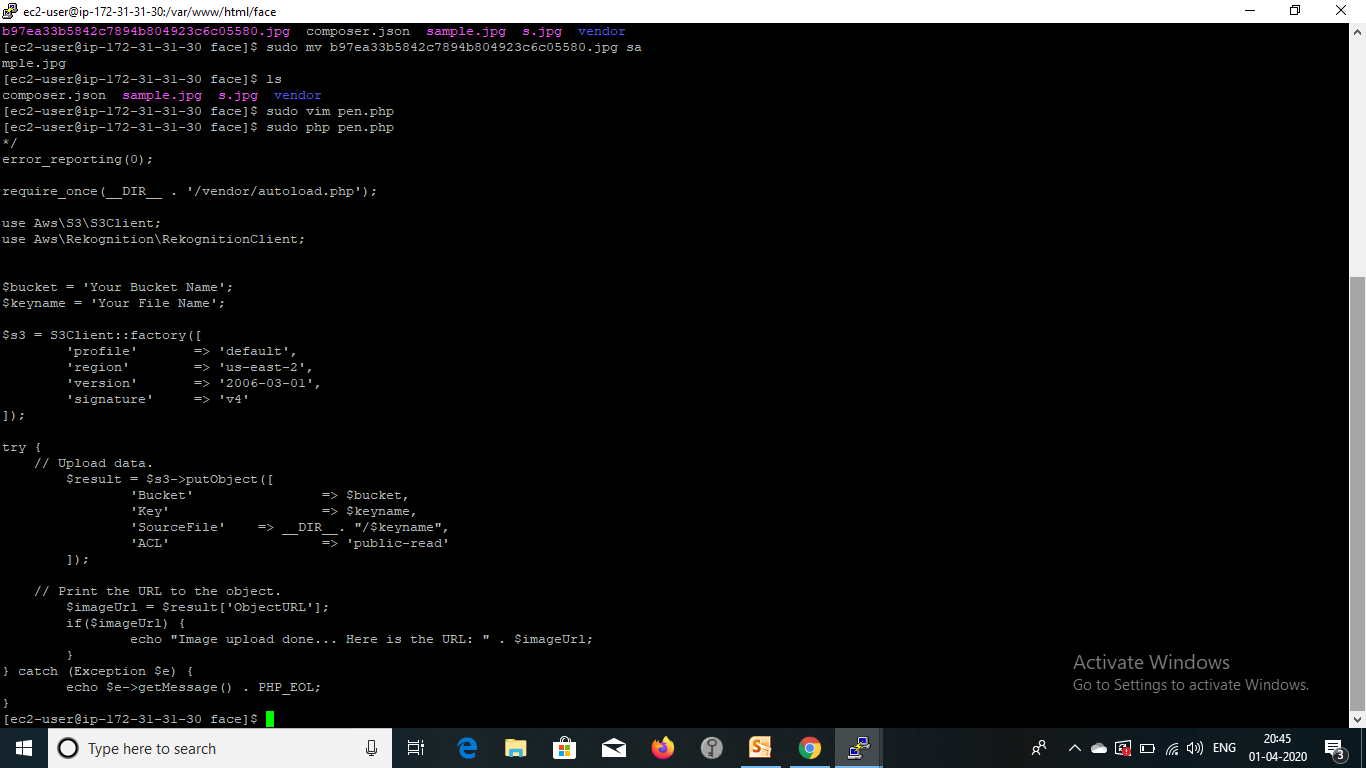 ec2-user@ip-172-31-31-30:/var/www/html/face
b97ea33b5842c7894b804923c6c05580.jpg  composer.json  sample.jpg  s.jpg  vendor
[ec2-user@ip-172-31-31-30 face]$ sudo mv b97ea33b5842c7894b804923c6c05580.jpg sa
mple.jpg
[ec2-user@ip-172-31-31-30 face]$ ls
composer.json  sample.jpg  s.jpg  vendor
[ec2-user@ip-172-31-31-30 face]$ sudo vim pen.php
[ec2-user@ip-172-31-31-30 face]$ sudo php pen.php
*/
error_reporting(0);
require_once(__DIR__ . '/vendor/autoload.php');
use Aws\S3\S3Client;
use Aws\Rekognition\RekognitionClient;
$bucket = 'Your Bucket Name';
$keyname = 'Your File Name';
$s3 = S3Client::factory([
        'profile'       => 'default',
        'region'        => 'us-east-2',
        'version'       => '2006-03-01',
        'signature'     => 'v4'
]);
try {
    // Upload data.
        $result = $s3->putObject([
                'Bucket'                => $bucket,
                'Key'                   => $keyname,
                'SourceFile'    => __DIR__. "/$keyname",
                'ACL'                   => 'public-read'
        ]);
    // Print the URL to the object.
        $imageUrl = $result['ObjectURL'];
        if($imageUrl) {
                echo "Image upload done... Here is the URL: " . $imageUrl;
        }
} catch (Exception $e) {
        echo $e->getMessage() . PHP_EOL;
}
[ec2-user@ip-172-31-31-30 face]$
Activate Windows
Go to Settings to activate Windows.
Type here to search
ENG
20:45
01-04-2020
3